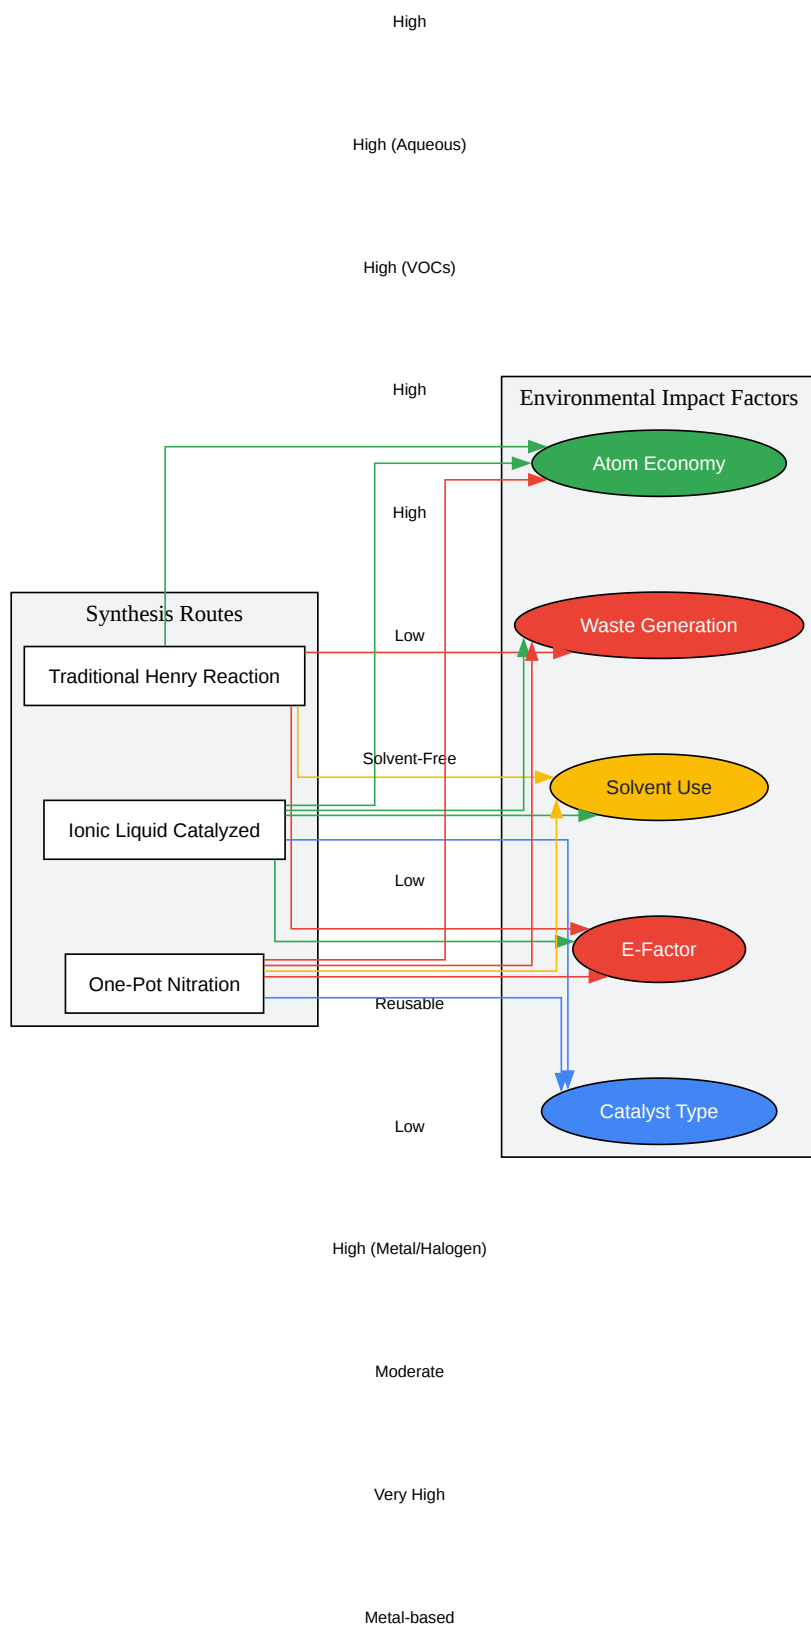 High
High (Aqueous)
High (VOCs)
High
Environmental Impact Factors
Atom Economy
High
Synthesis Routes
Waste Generation
Low
Traditional Henry Reaction
Solvent-Free
Solvent Use
Ionic Liquid Catalyzed
Low
E-Factor
One-Pot Nitration
Reusable
Catalyst Type
Low
High (Metal/Halogen)
Moderate
Very High
Metal-based